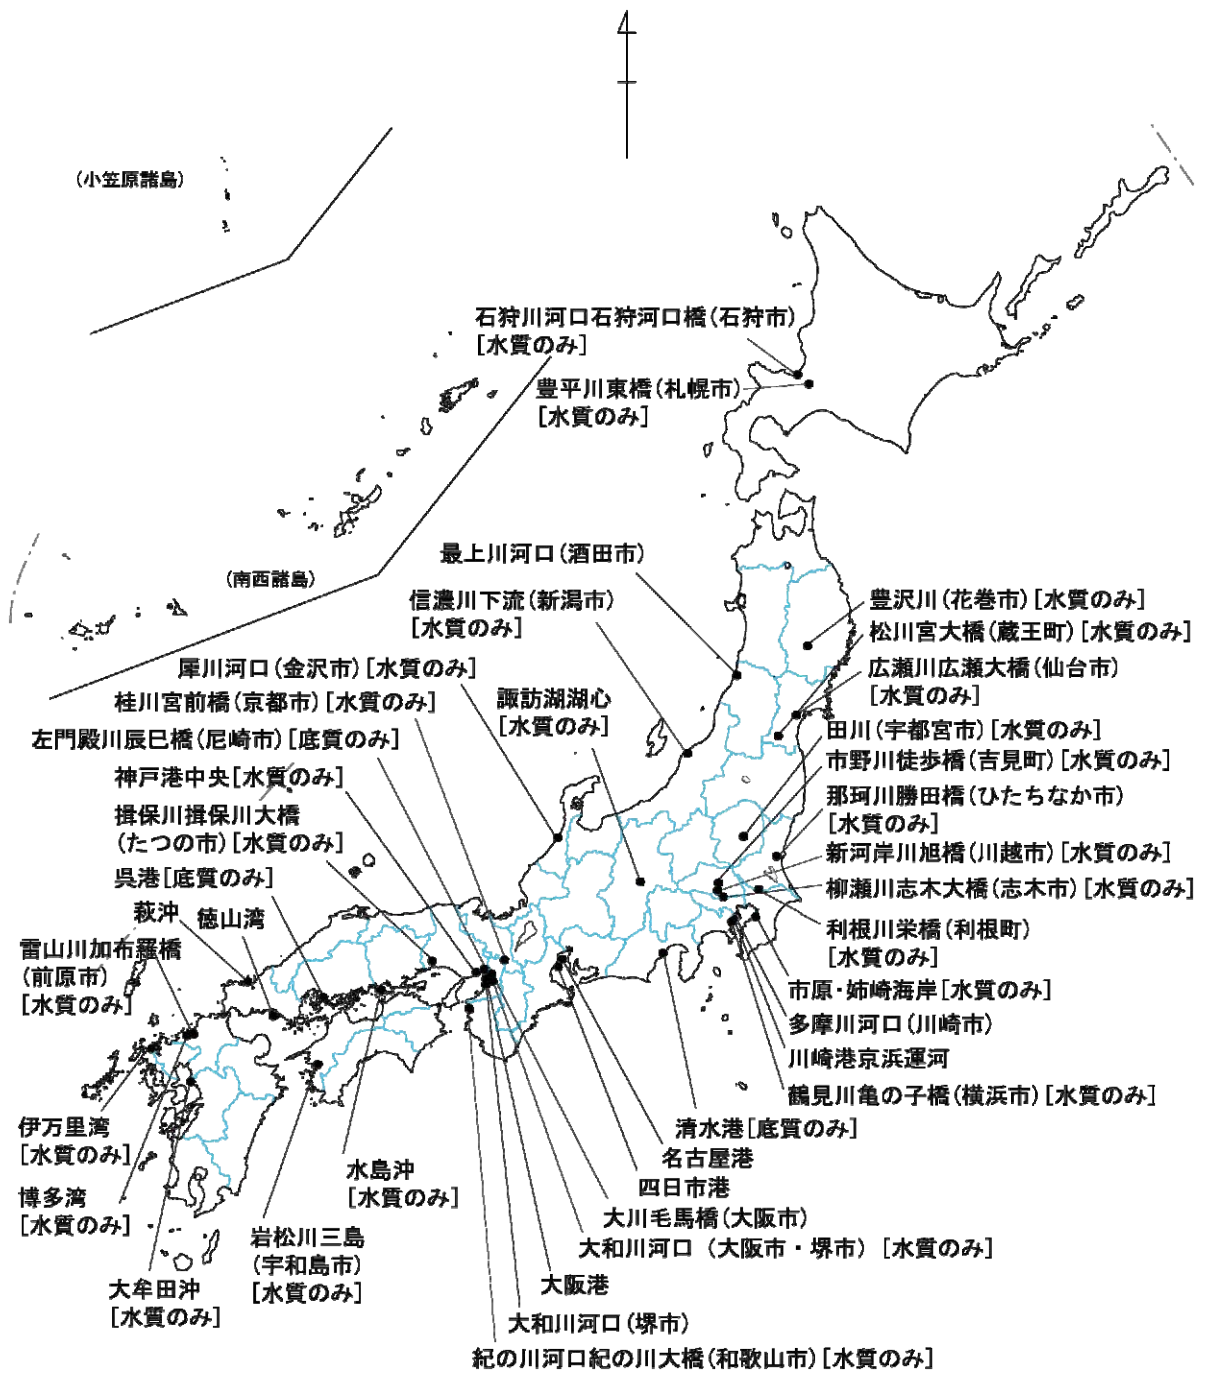 (小笠原諸島)
石狩川河口石狩河口橋(石狩市)
[水質のみ]
豊平川東橋(札幌市)
[水質のみ]
最上川河口(酒田市)
(南西諸島)
信濃川下流(新潟市)
[水質のみ]
犀川河口(金沢市)[水質のみ]
桂川宮前橋(京都市)[水質のみ]
諏訪湖湖心
[水質のみ]
左門殿川辰巳橋(尼崎市)[底質のみ]
神戸港中央[水質のみ]
揖保川揖保川大橋
(たつの市)[水質のみ]
呉港[底質のみ]
萩沖
徳山湾
雷山川加布羅橋
(前原市)
[水質のみ]
豊沢川(花巻市)[水質のみ]
松川宮大橋(蔵王町)[水質のみ]
広瀬川広瀬大橋(仙台市)
[水質のみ]
田川(宇都宮市)[水質のみ]
市野川徒歩橋(吉見町)[水質のみ]
那珂川勝田橋(ひたちなか市)
[水質のみ]
新河岸川旭橋(川越市)[水質のみ]
柳瀬川志木大橋(志木市)[水質のみ]
利根川栄橋(利根町)
[水質のみ]
市原・姉崎海岸[水質のみ]
多摩川河口(川崎市)
川崎港京浜運河
鶴見川亀の子橋(横浜市)[水質のみ]
清水港[底質のみ]
名古屋港
四日市港
大川毛馬橋(大阪市)
大和川河口(大阪市・堺市)[水質のみ]
大阪港
大和川河口(堺市)
紀の川河口紀の川大橋(和歌山市)[水質のみ]
伊万里湾
[水質のみ]
博多湾
[水質のみ]
大牟田沖
[水質のみ]
水島沖
[水質のみ]
岩松川三島
(宇和島市)
[水質のみ]